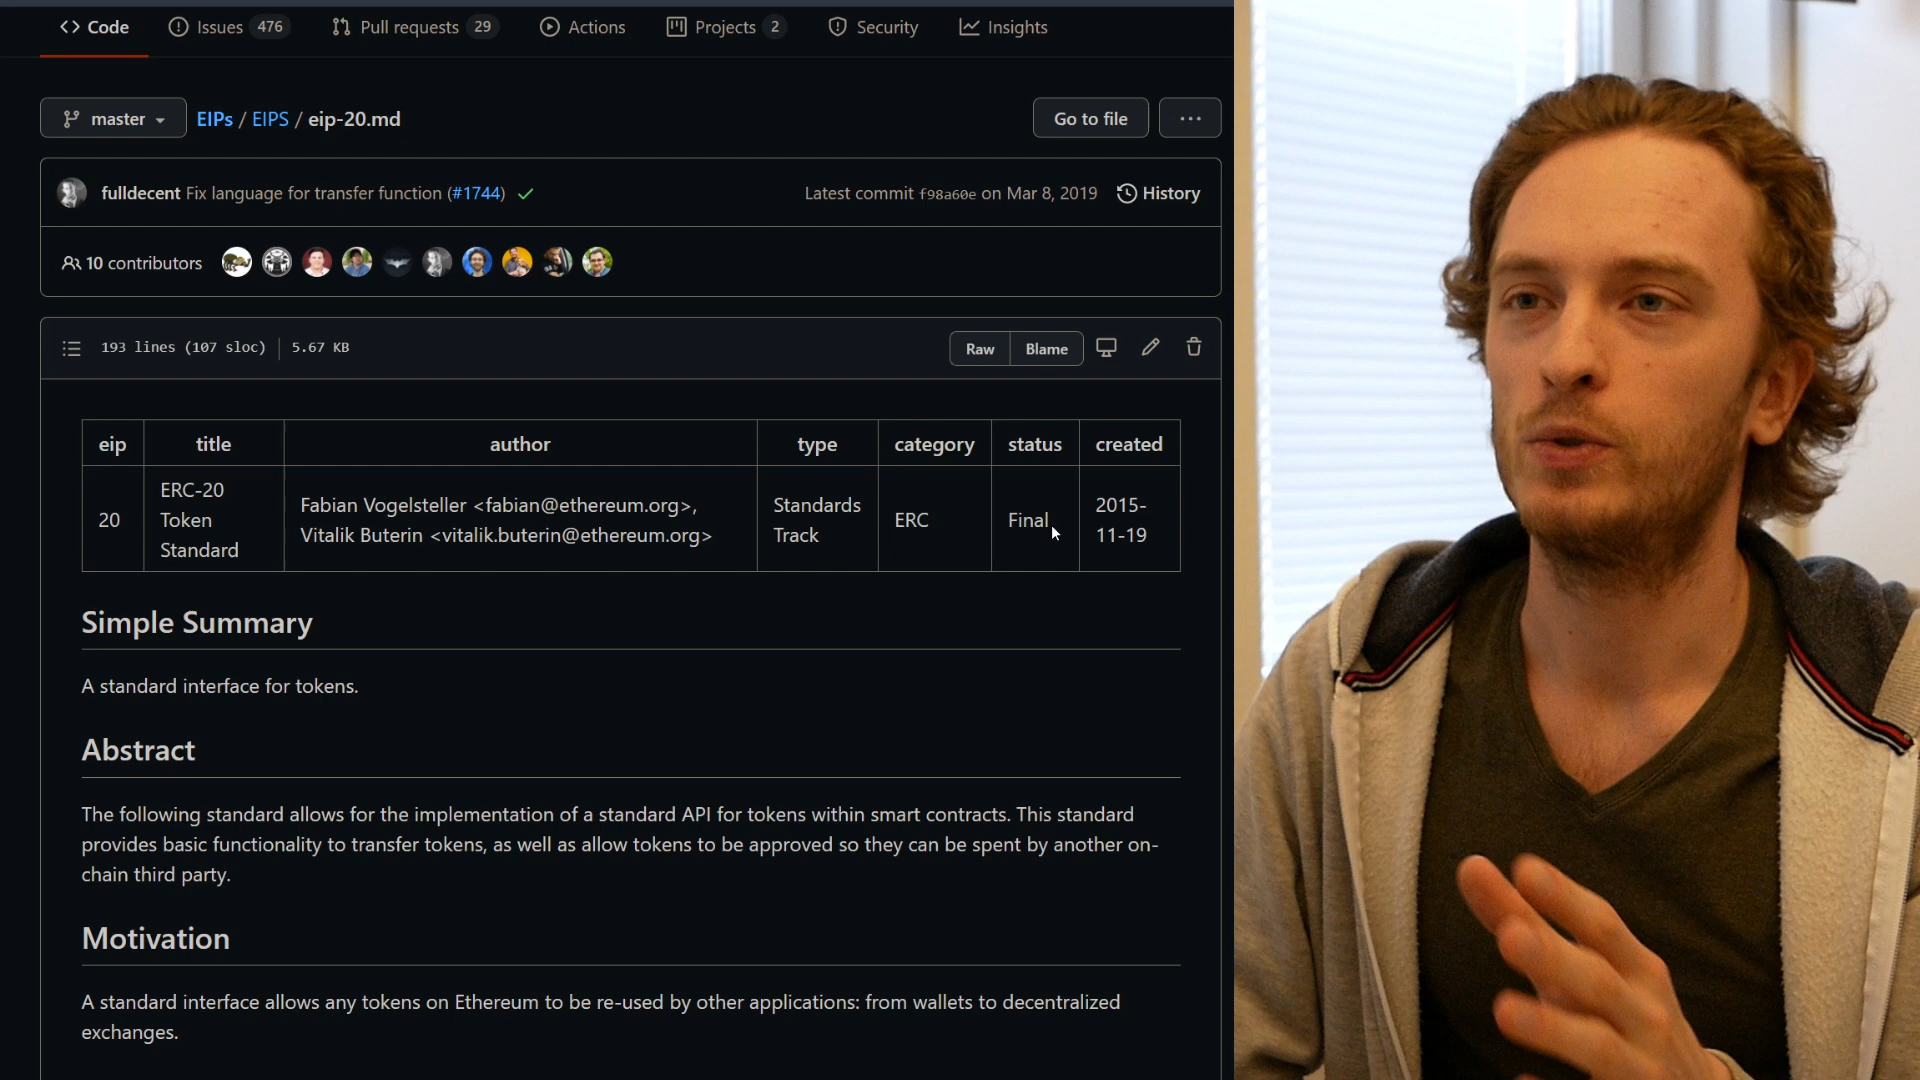 Code Issues 476 Pull requests 29 Actions Projects 2 Security Insights
master EIPs / EIPS / eip-20.md Go to file ...
fulldecent Fix language for transfer function (#1744) Latest commit f98a60e on Mar 8, 2019 History
10 contributors
193 lines (107 sloc) 5.67 KB Raw Blame
eip title author type category status created
20 ERC-20 Token Standard Fabian Vogelsteller <fabian@ethereum.org>, Vitalik Buterin <vitalik.buterin@ethereum.org> Standards Track ERC Final 2015-11-19
Simple Summary
A standard interface for tokens.
Abstract
The following standard allows for the implementation of a standard API for tokens within smart contracts. This standard
provides basic functionality to transfer tokens, as well as allow tokens to be approved so they can be spent by another on-
chain third party.
Motivation
A standard interface allows any tokens on Ethereum to be re-used by other applications: from wallets to decentralized
exchanges.